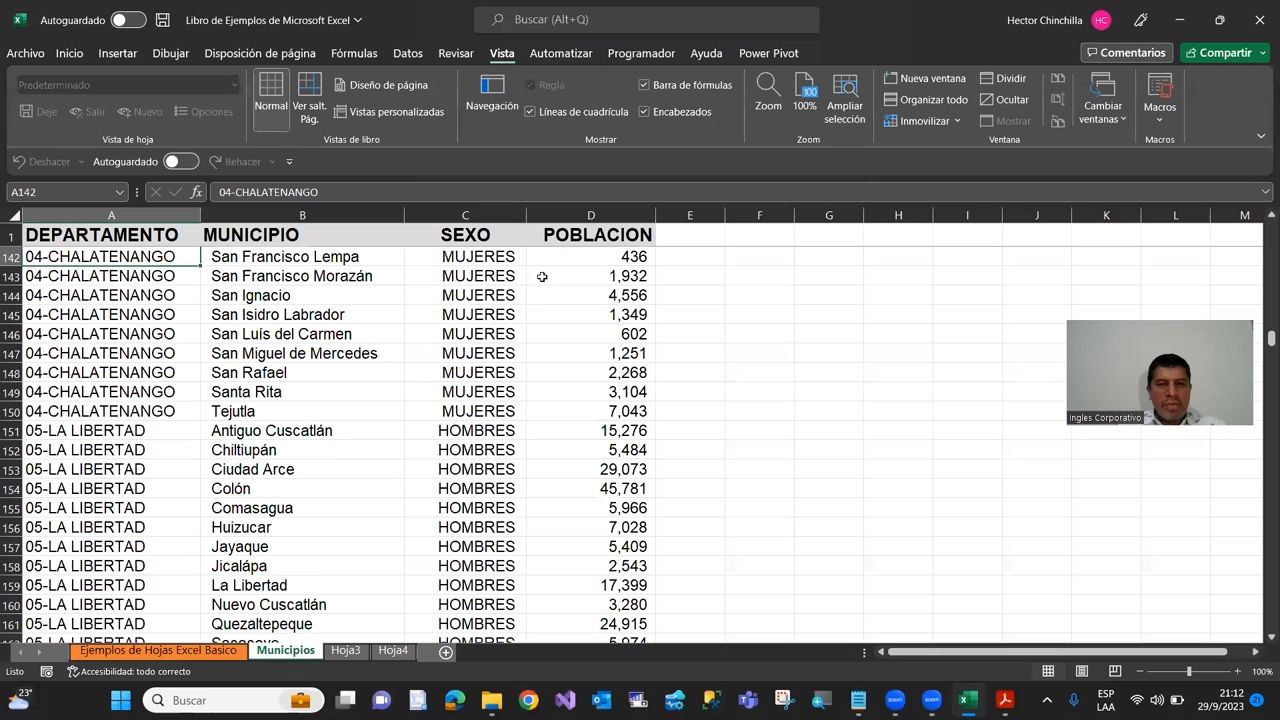 Autoguardado
Libro de Ejemplos de Microsoft Excel
Buscar (Alt+Q)
Hector Chinchilla
HC
Archivo Inicio Insertar Dibujar Disposición de página Fórmulas Datos Revisar Vista Automatizar Programador Ayuda Power Pivot
Comentarios
Compartir
Predeterminado
Deje Salir Nuevo Opciones
Vista de hoja
Normal
Ver salt. Pág.
Diseño de página
Vistas personalizadas
Vistas de libro
Navegación
Regla
Barra de fórmulas
Líneas de cuadrícula
Encabezados
Mostrar
Zoom
100
100%
Ampliar selección
Zoom
Nueva ventana
Organizar todo
Inmovilizar
Dividir
Ocultar
Mostrar
Cambiar ventanas
Ventana
Macros
Macros
Deshacer Autoguardado Rehacer
A142 fx 04-CHALATENANGO
A B C D E F G H I J K L M
1 DEPARTAMENTO MUNICIPIO SEXO POBLACION
142 04-CHALATENANGO San Francisco Lempa MUJERES 436
143 04-CHALATENANGO San Francisco Morazán MUJERES 1,932
144 04-CHALATENANGO San Ignacio MUJERES 4,556
145 04-CHALATENANGO San Isidro Labrador MUJERES 1,349
146 04-CHALATENANGO San Luís del Carmen MUJERES 602
147 04-CHALATENANGO San Miguel de Mercedes MUJERES 1,251
148 04-CHALATENANGO San Rafael MUJERES 2,268
149 04-CHALATENANGO Santa Rita MUJERES 3,104
150 04-CHALATENANGO Tejutla MUJERES 7,043
151 05-LA LIBERTAD Antiguo Cuscatlán HOMBRES 15,276
152 05-LA LIBERTAD Chiltiupán HOMBRES 5,484
153 05-LA LIBERTAD Ciudad Arce HOMBRES 29,073
154 05-LA LIBERTAD Colón HOMBRES 45,781
155 05-LA LIBERTAD Comasagua HOMBRES 5,966
156 05-LA LIBERTAD Huizucar HOMBRES 7,028
157 05-LA LIBERTAD Jayaque HOMBRES 5,409
158 05-LA LIBERTAD Jicalápa HOMBRES 2,543
159 05-LA LIBERTAD La Libertad HOMBRES 17,399
160 05-LA LIBERTAD Nuevo Cuscatlán HOMBRES 3,280
161 05-LA LIBERTAD Quezaltepeque HOMBRES 24,915
Ingles Corporativo
Ejemplos de Hojas Excel Basico Municipios Hoja3 Hoja4
Listo Accesibilidad: todo correcto 100%
23° Buscar
zoom zoom
ESP
LAA
21:12
29/9/2023